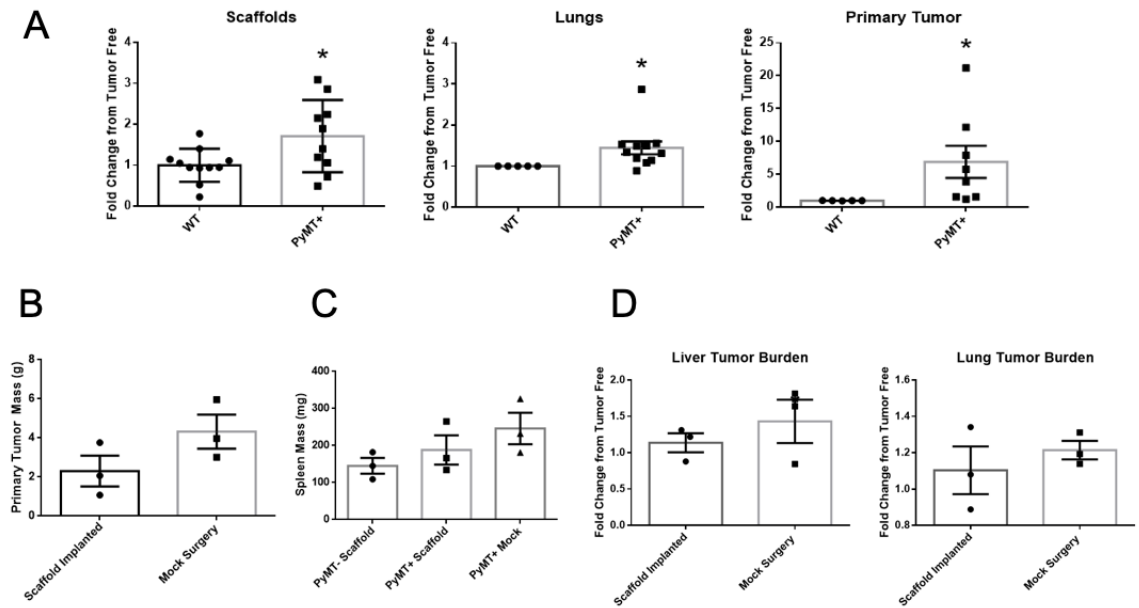 A
Scaffolds
Fold Change from Tumor Free
4
3
2
1
0
*
WT
PyMT+
Lungs
Fold Change from Tumor Free
4
3
2
1
0
*
WT
PyMT+
Primary Tumor
Fold Change from Tumor Free
25
20
15
10
5
0
*
WT
PyMT+
B
Primary Tumor Mass (g)
8
6
4
2
0
Scaffold Implanted
Mock Surgery
C
Spleen Mass (mg)
400
300
200
100
0
PyMT- Scaffold
PyMT+ Scaffold
PyMT+ Mock
D
Liver Tumor Burden
Fold Change from Tumor Free
2.0
1.5
1.0
0.5
0.0
Scaffold Implanted
Mock Surgery
Lung Tumor Burden
Fold Change from Tumor Free
1.6
1.4
1.2
1.0
0.8
Scaffold Implanted
Mock Surgery